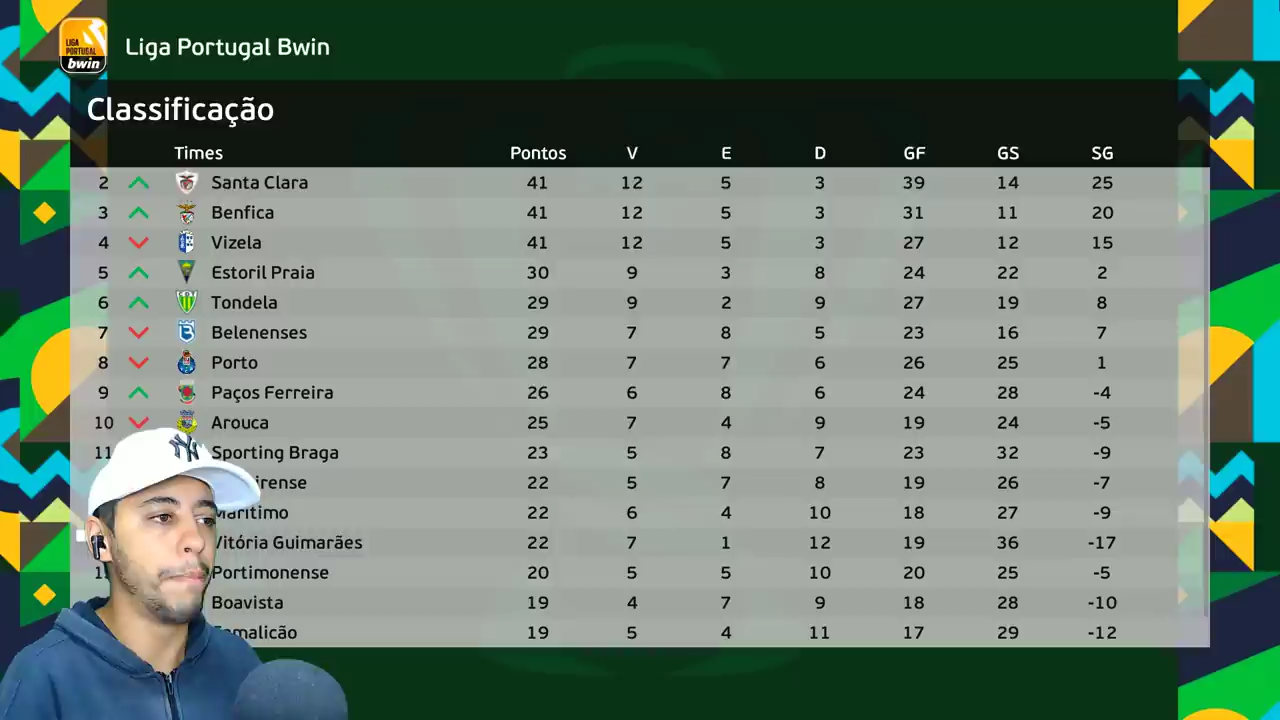 LIGA PORTUGAL bwin
Liga Portugal Bwin
Classificação
Times Pontos V E D GF GS SG
2 Santa Clara 41 12 5 3 39 14 25
3 Benfica 41 12 5 3 31 11 20
4 Vizela 41 12 5 3 27 12 15
5 Estoril Praia 30 9 3 8 24 22 2
6 Tondela 29 9 2 9 27 19 8
7 Belenenses 29 7 8 5 23 16 7
8 Porto 28 7 7 6 26 25 1
9 Paços Ferreira 26 6 8 6 24 28 -4
10 Arouca 25 7 4 9 19 24 -5
11 Sporting Braga 23 5 8 7 23 32 -9
22 5 7 8 19 26 -7
Marítimo 22 6 4 10 18 27 -9
Vitória Guimarães 22 7 1 12 19 36 -17
Portimonense 20 5 5 10 20 25 -5
Boavista 19 4 7 9 18 28 -10
19 5 4 11 17 29 -12
NY